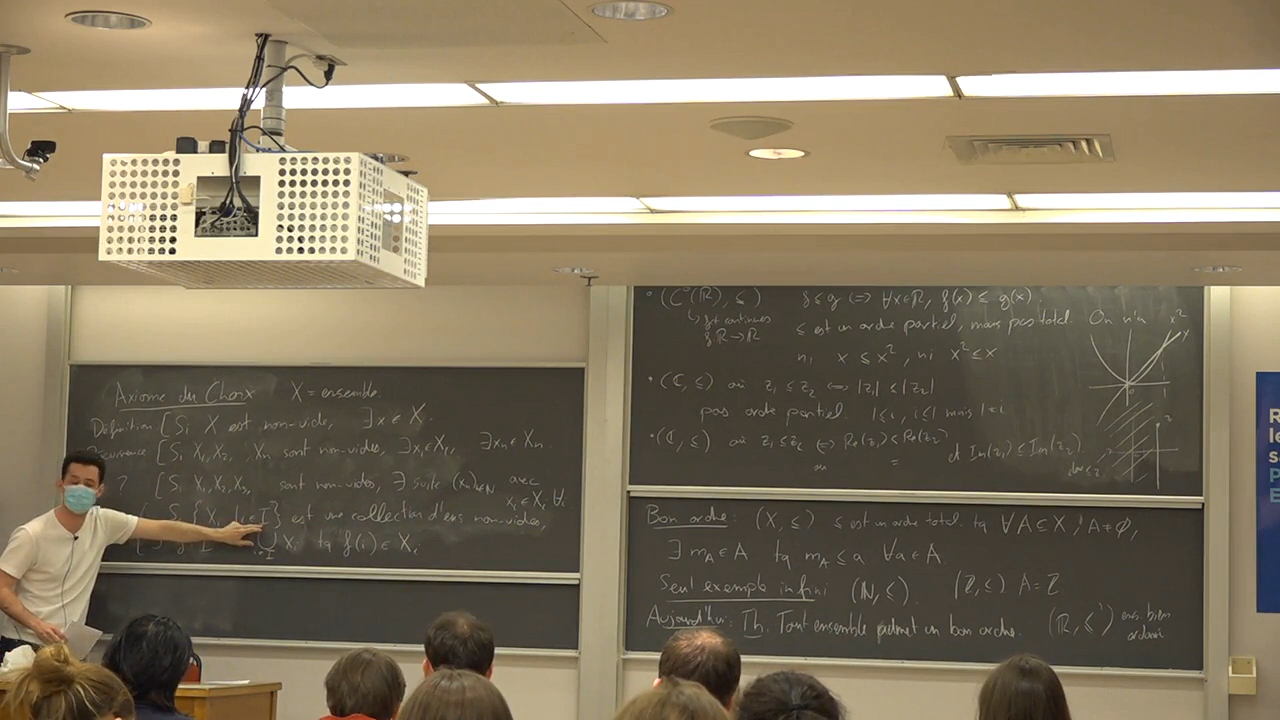 Axiome du Choix X = ensemble.
Définition [Si X est non-vide, ∃ x ∈ X.
[Si X₁, X₂, , Xn sont non-vides, ∃x₁∈X₁, ∃xn∈Xn.
? [Si X₁, X₂, X₃, sont non-vides, ∃ suite (xi)i∈N avec
xi∈Xi ∀i
Si {Xi, i∈I} est une collection d'ens non-vides,
∪ Xi tq f(i) ∈ Xi
i∈I
• (C°(ℝ), ≤) f ≤ g ⟺ ∀x∈ℝ, f(x) ≤ g(x).
↳ fct continues
f: ℝ→ℝ
≤ est un ordre partiel, mais pas total. On n'a
ni x ≤ x², ni x² ≤ x
x²
• (ℂ, ≤) où z₁ ≤ z₂ ⟺ |z₁| ≤ |z₂|
pas ordre partiel. 1≤i, i≤1 mais 1≠i
• (ℂ, ≤) où z₁ ≤ z₂ ⟺ Re(z₁) ≤ Re(z₂) et Im(z₁) ≤ Im(z₂).
ou =
Bon ordre: (X, ≤) ≤ est un ordre total tq ∀A⊆X, A≠∅,
∃ mA ∈ A tq mA ≤ a ∀a∈A.
Seul exemple infini (ℕ, ≤). (ℤ, ≤) A = ℤ
Aujourd'hui: Th. Tout ensemble admet un bon ordre. (ℝ, ≤') ens. bien
ordonné
R
le
s
P
E